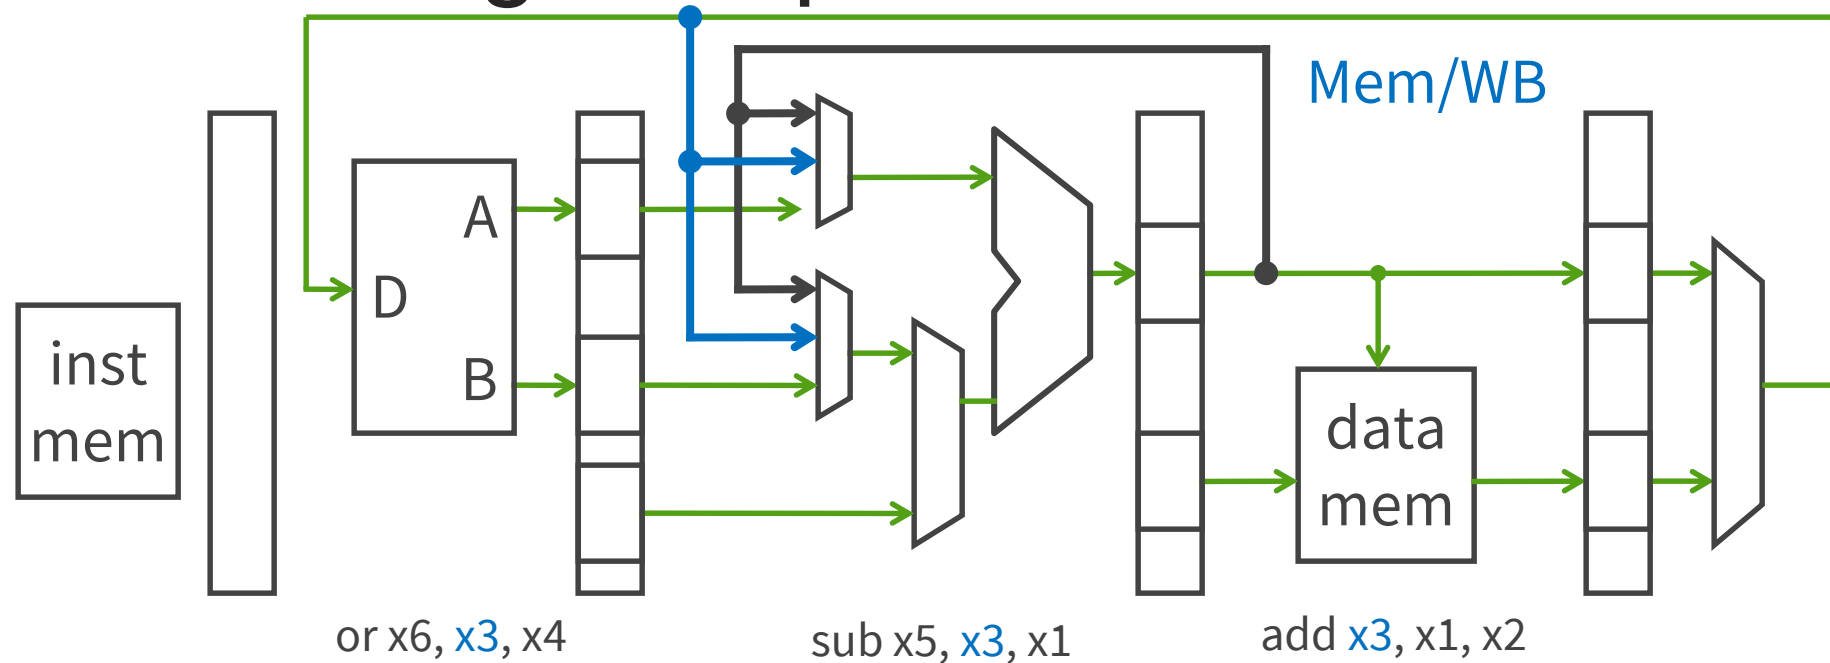 Mem/WB
A
D
B
inst
mem
data
mem
or x6, x3, x4
sub x5, x3, x1
add x3, x1, x2